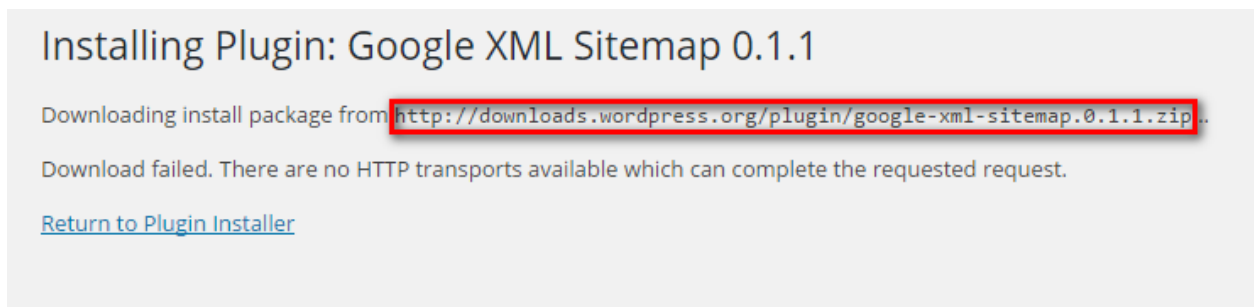 Installing Plugin: Google XML Sitemap 0.1.1
Downloading install package from http://downloads.wordpress.org/plugin/google-xml-sitemap.0.1.1.zip..
Download failed. There are no HTTP transports available which can complete the requested request.
Return to Plugin Installer